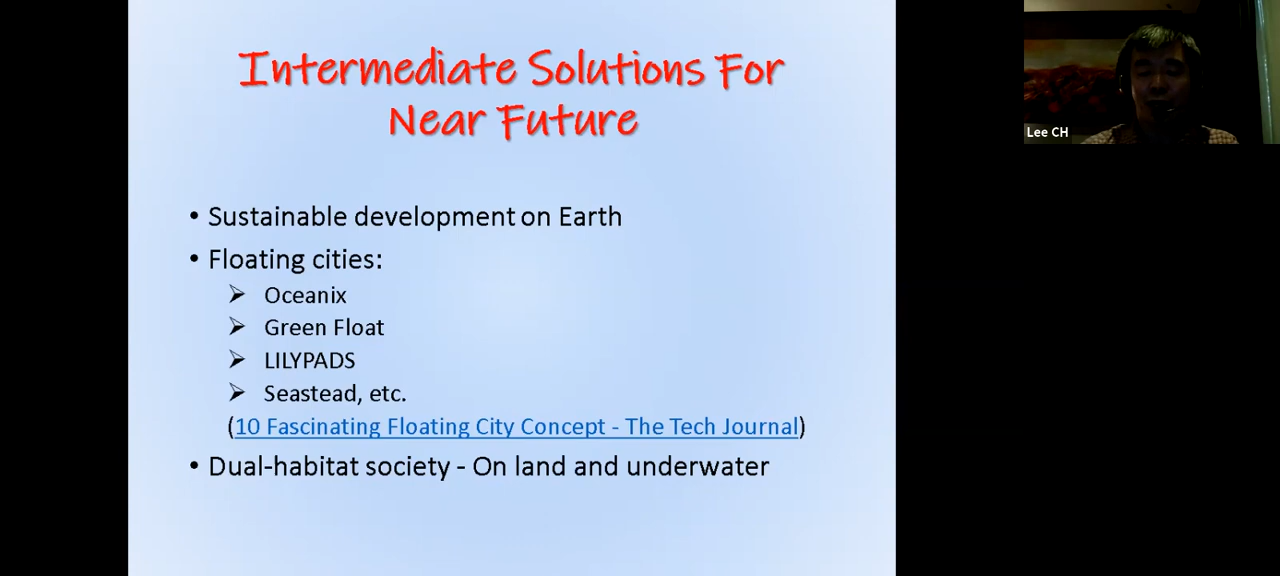 Intermediate Solutions For
Near Future
• Sustainable development on Earth
• Floating cities:
➢ Oceanix
➢ Green Float
➢ LILYPADS
➢ Seastead, etc.
(10 Fascinating Floating City Concept - The Tech Journal)
• Dual-habitat society - On land and underwater
Lee CH